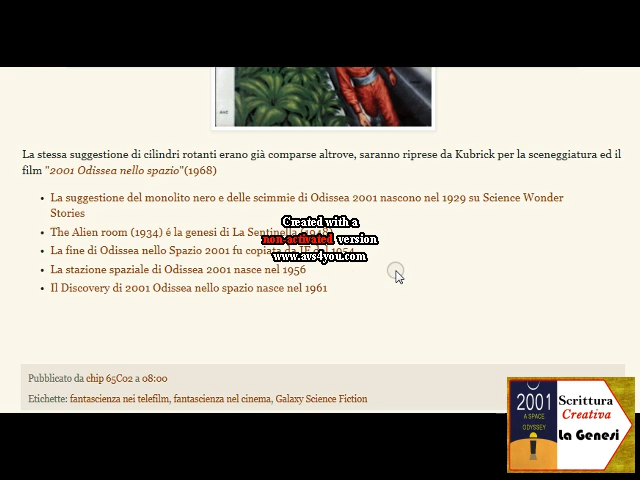 La stessa suggestione di cilindri rotanti erano già comparse altrove, saranno riprese da Kubrick per la sceneggiatura ed il
film "2001 Odissea nello spazio"(1968)
La suggestione del monolito nero e delle scimmie di Odissea 2001 nascono nel 1929 su Science Wonder
Stories
The Alien room (1934) é la genesi di La Sentinella (1948)
La fine di Odissea nello Spazio 2001 fu copiata da IF del 1954
La stazione spaziale di Odissea 2001 nasce nel 1956
Il Discovery di 2001 Odissea nello spazio nasce nel 1961
Created with a
non-activated version
www.avs4you.com
Pubblicato da chip 65C02 a 08:00
Etichette: fantascienza nei telefilm, fantascienza nel cinema, Galaxy Science Fiction
2001
A SPACE
ODYSSEY
Scrittura
Creativa
La Genesi